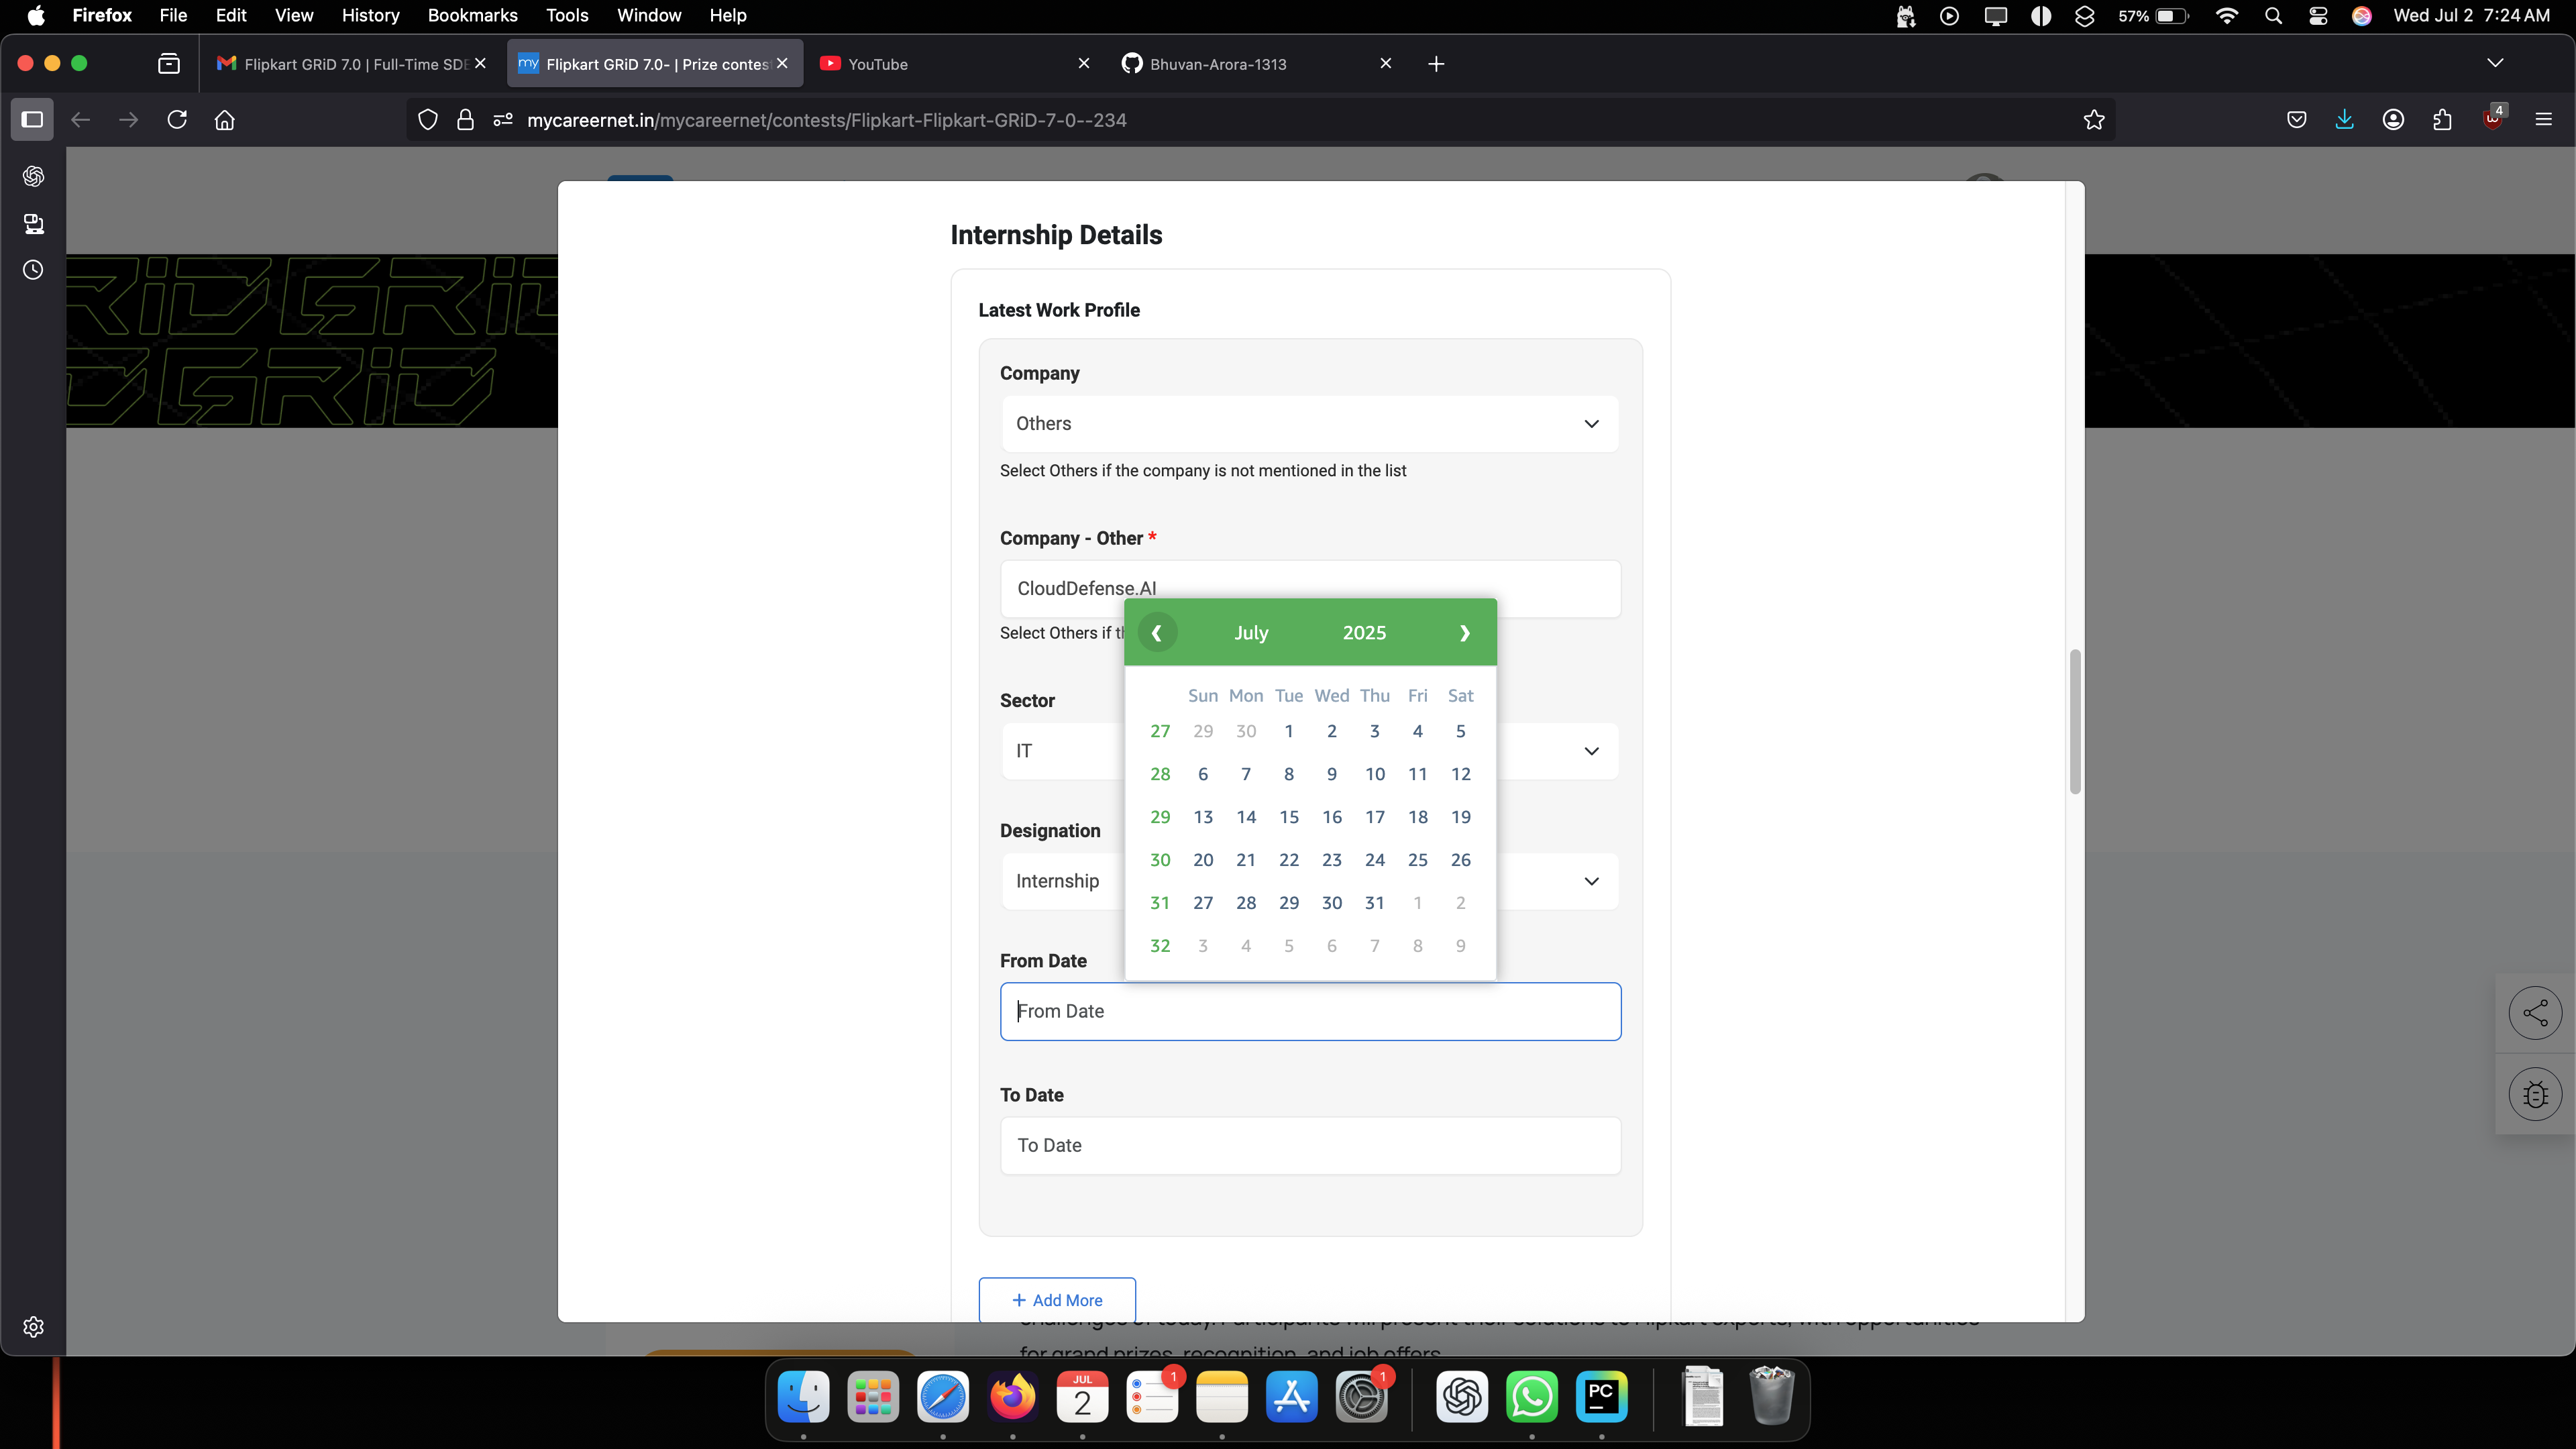 Firefox File Edit View History Bookmarks Tools Window Help 57% Wed Jul 2 7:24 AM
Flipkart GRiD 7.0 | Full-Time SDE
my Flipkart GRiD 7.0- | Prize contes
YouTube
Bhuvan-Arora-1313
mycareernet.in/mycareernet/contests/Flipkart-Flipkart-GRiD-7-0--234
4
Internship Details
Latest Work Profile
Company
Others
Select Others if the company is not mentioned in the list
Company - Other *
CloudDefense.AI
Select Others if th
July 2025
Sun Mon Tue Wed Thu Fri Sat
27 29 30 1 2 3 4 5
28 6 7 8 9 10 11 12
29 13 14 15 16 17 18 19
30 20 21 22 23 24 25 26
31 27 28 29 30 31 1 2
32 3 4 5 6 7 8 9
Sector
IT
Designation
Internship
From Date
From Date
To Date
To Date
+ Add More
challenges of today. Participants will present their solutions to Flipkart experts, with opportunities
for grand prizes, recognition, and job offers
JUL
2
1
1
PC